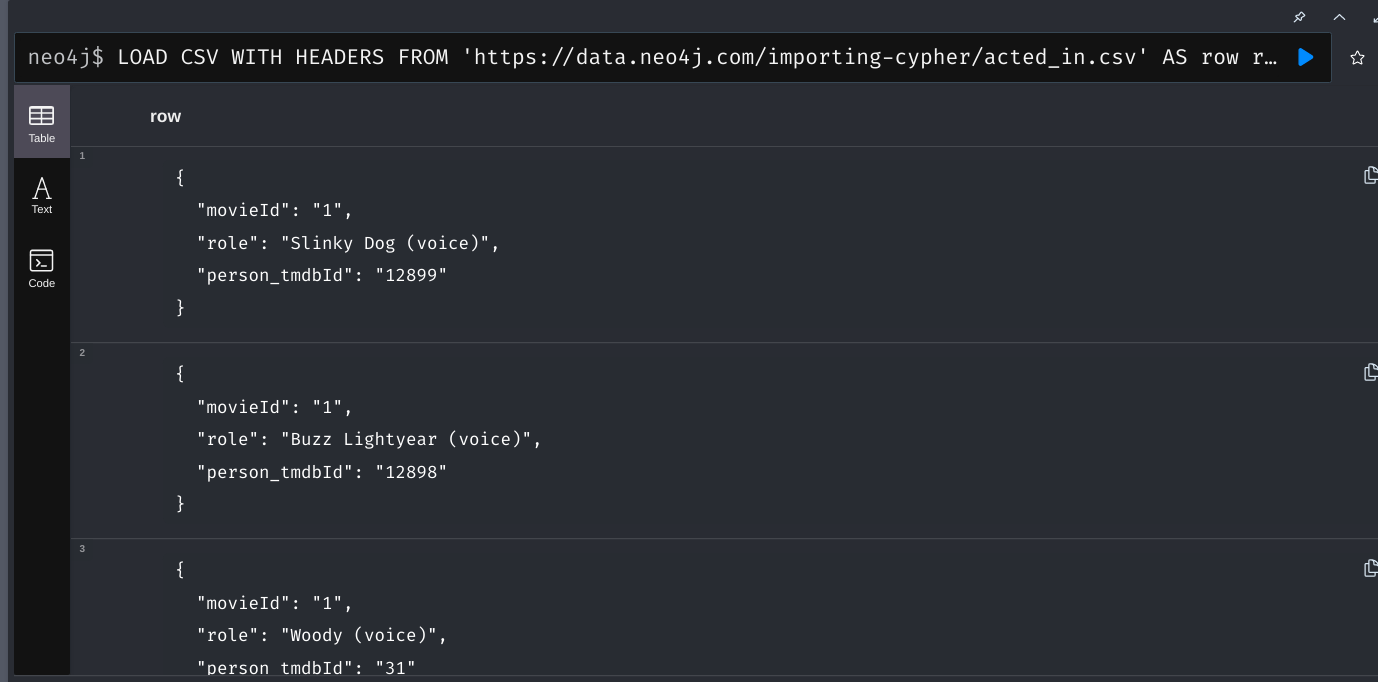 neo4j$ LOAD CSV WITH HEADERS FROM 'https://data.neo4j.com/importing-cypher/acted_in.csv' AS row r…
Table
Text
Code
row
1
{
"movieId": "1",
"role": "Slinky Dog (voice)",
"person_tmdbId": "12899"
}
2
{
"movieId": "1",
"role": "Buzz Lightyear (voice)",
"person_tmdbId": "12898"
}
3
{
"movieId": "1",
"role": "Woody (voice)",
"person_tmdbId": "31"